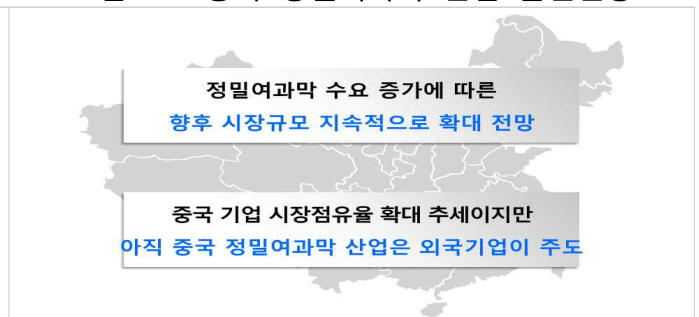 정밀여과막 수요 증가에 따른
향후 시장규모 지속적으로 확대 전망
중국 기업 시장점유율 확대 추세이지만
아직 중국 정밀여과막 산업은 외국기업이 주도